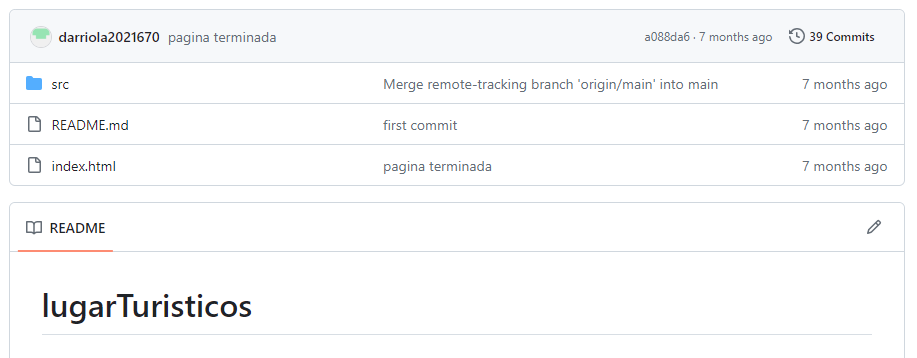 darriola2021670 pagina terminada a088da6 · 7 months ago 39 Commits
src Merge remote-tracking branch 'origin/main' into main 7 months ago
README.md first commit 7 months ago
index.html pagina terminada 7 months ago
README
lugarTuristicos